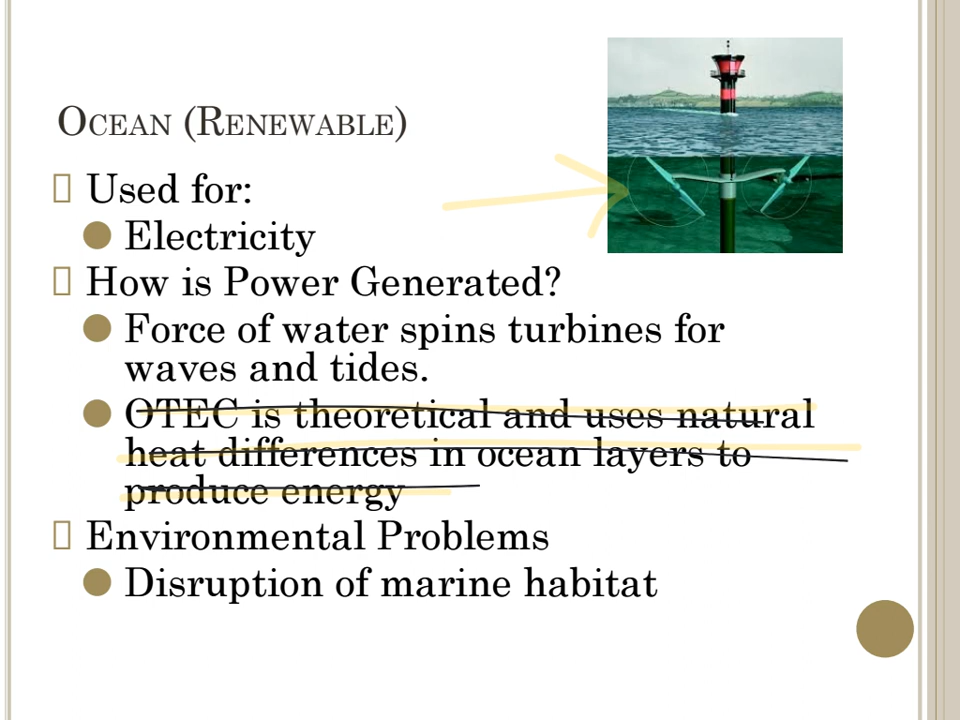 Ocean (Renewable)
Used for:
Electricity
How is Power Generated?
Force of water spins turbines for
waves and tides.
OTEC is theoretical and uses natural
heat differences in ocean layers to
produce energy
Environmental Problems
Disruption of marine habitat